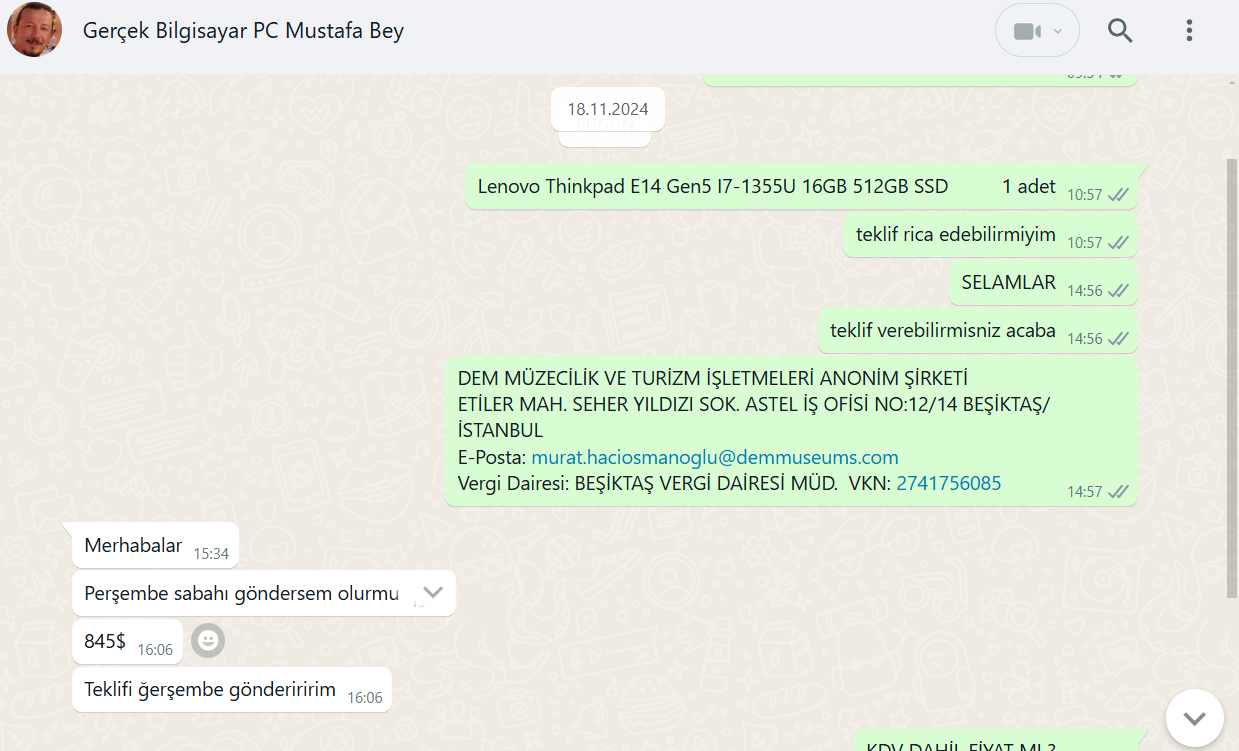 Gerçek Bilgisayar PC Mustafa Bey
18.11.2024
BUGÜN
Lenovo Thinkpad E14 Gen5 I7-1355U 16GB 512GB SSD 1 adet 10:57
teklif rica edebilirmiyim 10:57
SELAMLAR 14:56
teklif verebilirmisniz acaba 14:56
DEM MÜZECİLİK VE TURİZM İŞLETMELERİ ANONİM ŞİRKETİ
ETİLER MAH. SEHER YILDIZI SOK. ASTEL İŞ OFİSİ NO:12/14 BEŞİKTAŞ/
İSTANBUL
E-Posta: murat.haciosmanoglu@demmuseums.com
Vergi Dairesi: BEŞİKTAŞ VERGİ DAİRESİ MÜD. VKN: 2741756085 14:57
Merhabalar 15:34
Perşembe sabahı göndersem olurmu
845$ 16:06
Teklifi ğerşembe gönderiririm 16:06
KDV DAHİL FİYAT MI ?